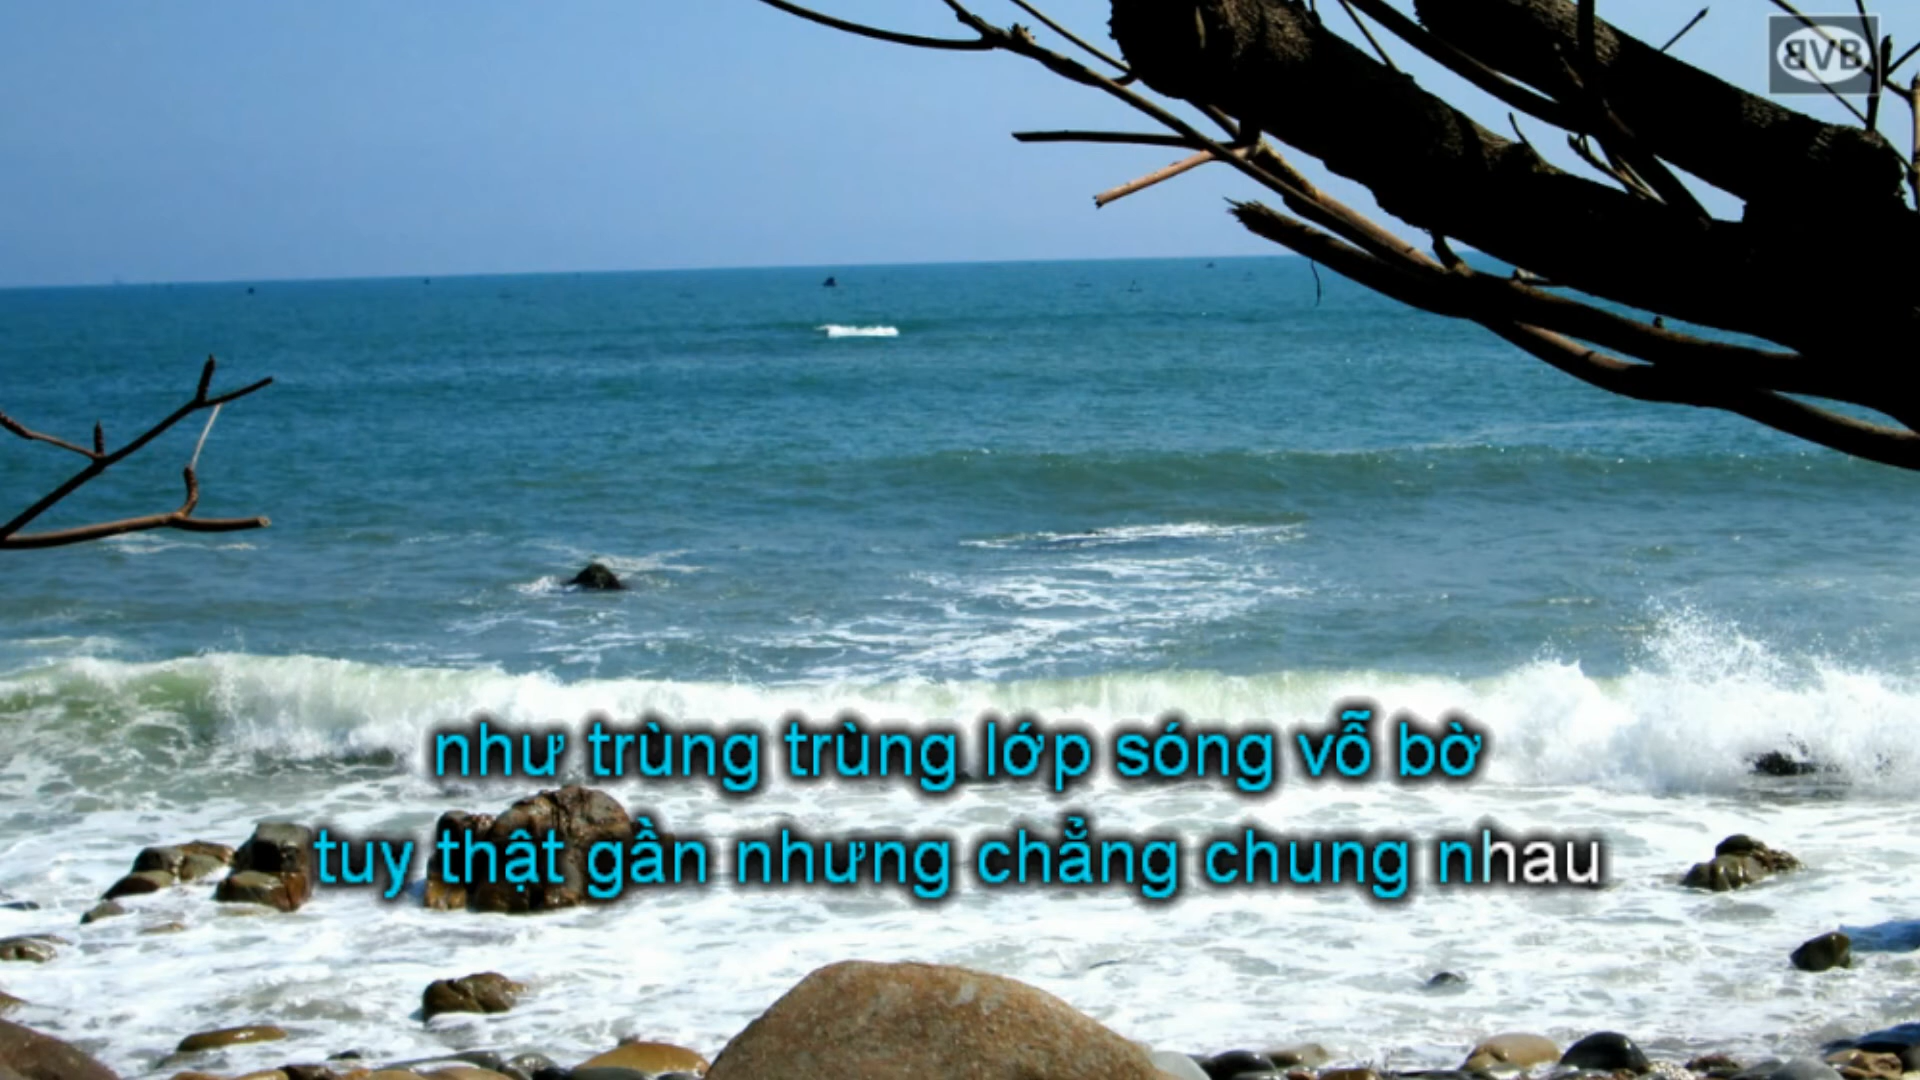 BVB
như trùng trùng lớp sóng vỗ bờ
tuy thật gần nhưng chẳng chung nhau